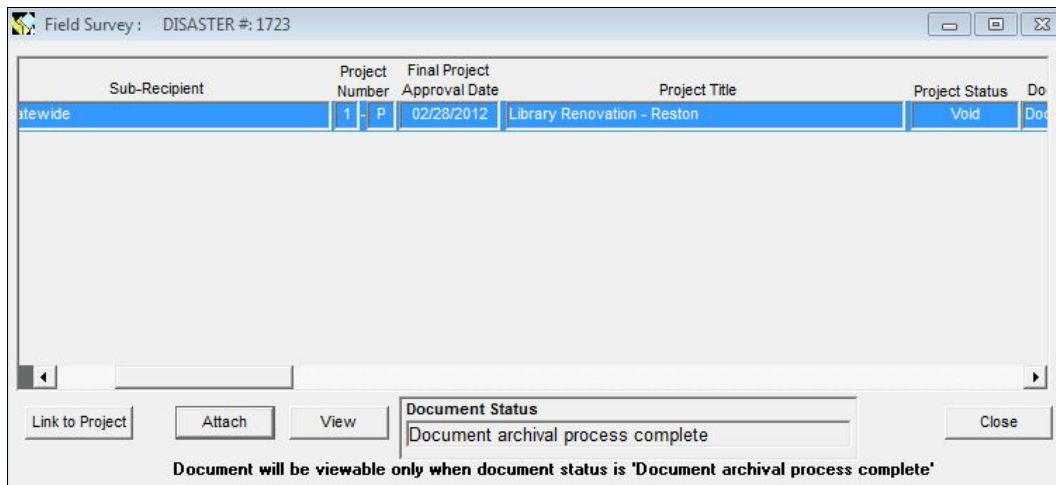 Field Survey : DISASTER #: 1723
Sub-Recipient Project Number Final Project Approval Date Project Title Project Status Do
atewide 1 - P 02/28/2012 Library Renovation - Reston Void Doc
Link to Project Attach View Document Status Close
Document archival process complete
Document will be viewable only when document status is 'Document archival process complete'